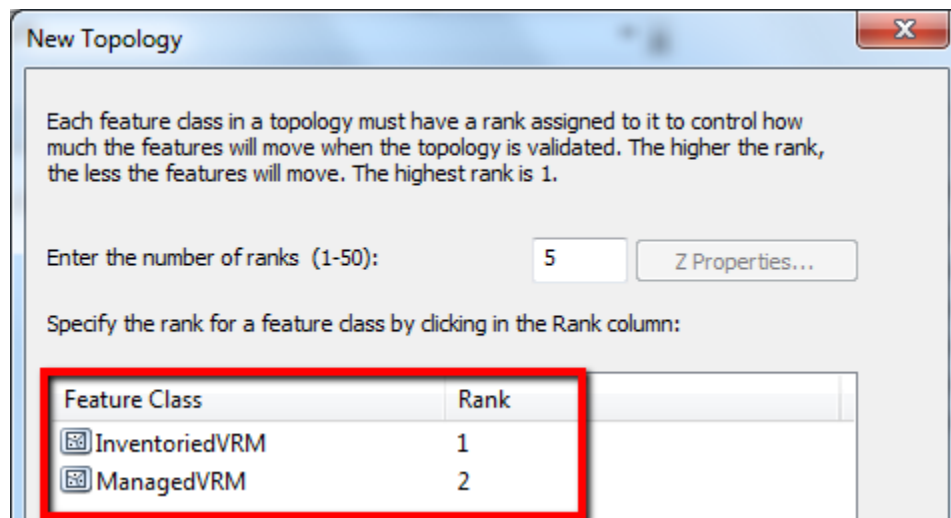 New Topology
Each feature class in a topology must have a rank assigned to it to control how
much the features will move when the topology is validated. The higher the rank,
the less the features will move. The highest rank is 1.
Enter the number of ranks (1-50): 5 Z Properties...
Specify the rank for a feature class by clicking in the Rank column:
Feature Class Rank
InventoriedVRM 1
ManagedVRM 2